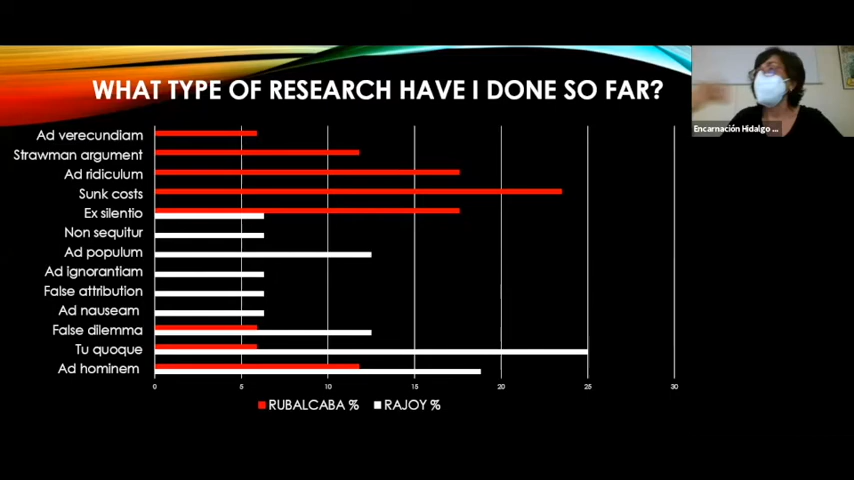 WHAT TYPE OF RESEARCH HAVE I DONE SO FAR?
Encarnación Hidalgo ...
Ad verecundiam
Strawman argument
Ad ridiculum
Sunk costs
Ex silentio
Non sequitur
Ad populum
Ad ignorantiam
False attribution
Ad nauseam
False dilemma
Tu quoque
Ad hominem
0 5 10 15 20 25 30
RUBALCABA % RAJOY %